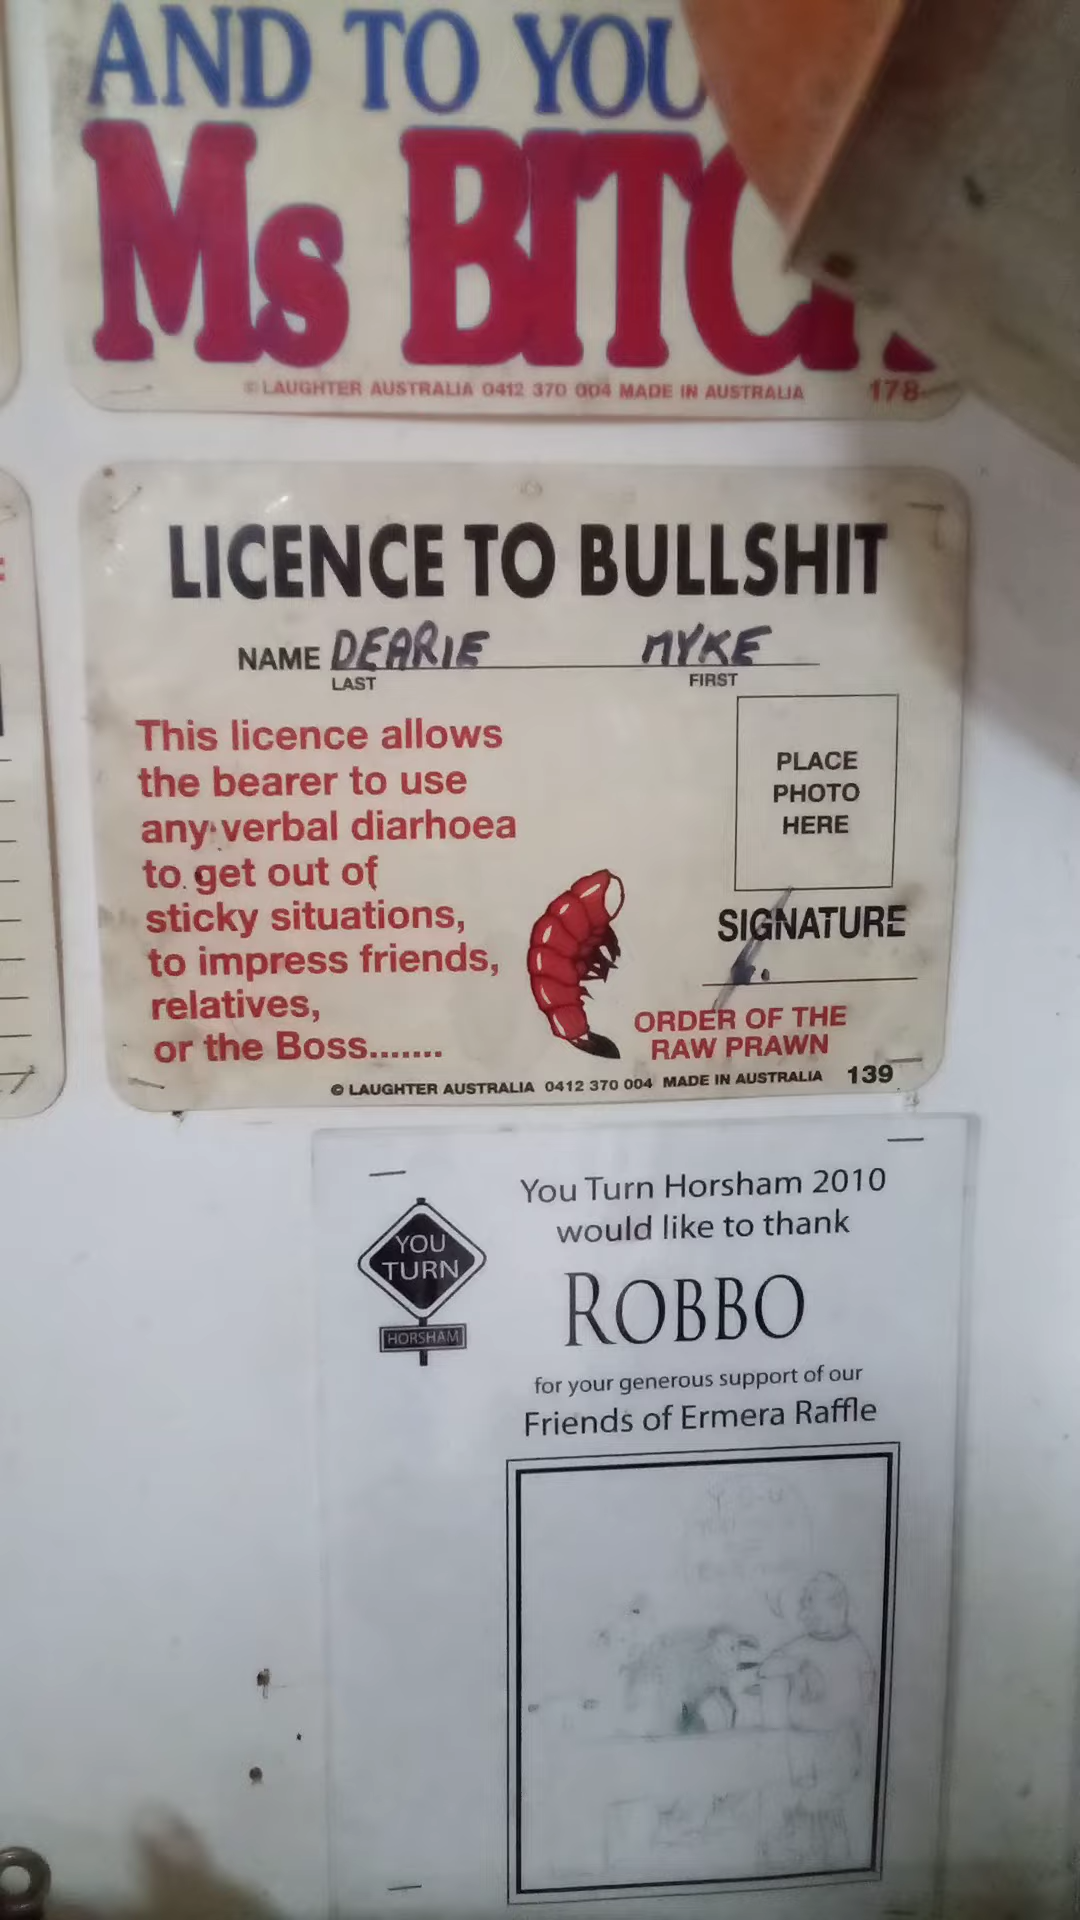 AND TO YOU
Ms BITC
© LAUGHTER AUSTRALIA 0412 370 004 MADE IN AUSTRALIA 178
LICENCE TO BULLSHIT
NAME DEARIE MYKE
LAST FIRST
This licence allows
the bearer to use
any verbal diarhoea
to get out of
sticky situations,
to impress friends,
relatives,
or the Boss.......
PLACE
PHOTO
HERE
SIGNATURE
ORDER OF THE
RAW PRAWN
© LAUGHTER AUSTRALIA 0412 370 004 MADE IN AUSTRALIA 139
YOU
TURN
HORSHAM
You Turn Horsham 2010
would like to thank
ROBBO
for your generous support of our
Friends of Ermera Raffle